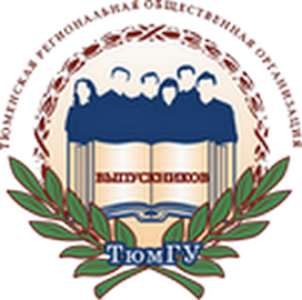 ТЮМЕНСКАЯ РЕГИОНАЛЬНАЯ ОБЩЕСТВЕННАЯ ОРГАНИЗАЦИЯ
ВЫПУСКНИКОВ
ТюмГУ